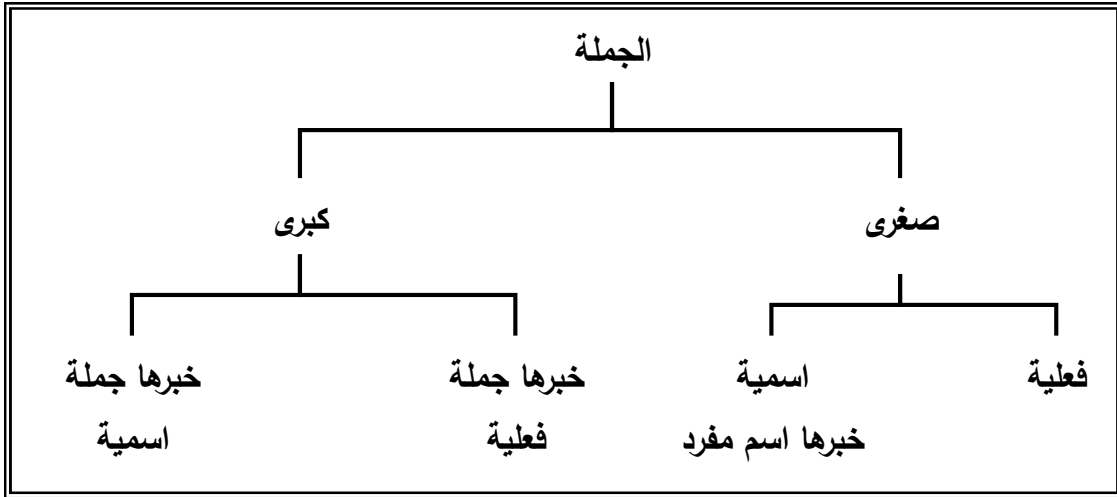 الجملة
صغرى
كبرى
فعلية
اسمية
خبرها اسم مفرد
خبرها جملة
فعلية
خبرها جملة
اسمية